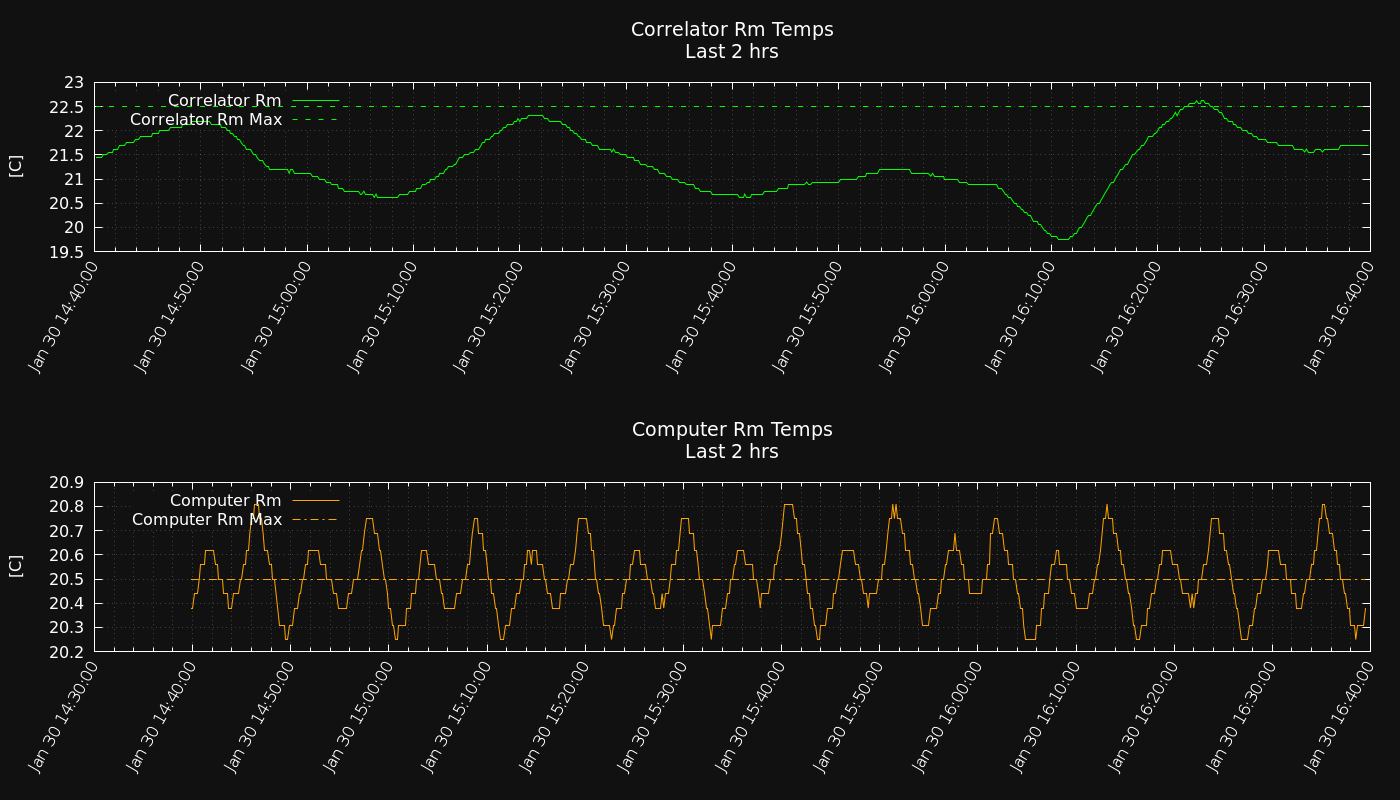 Correlator Rm Temps
Last 2 hrs
23
22.5
22
21.5
21
20.5
20
19.5
[C]
Correlator Rm
Correlator Rm Max
Jan 30 14:40:00
Jan 30 14:50:00
Jan 30 15:00:00
Jan 30 15:10:00
Jan 30 15:20:00
Jan 30 15:30:00
Jan 30 15:40:00
Jan 30 15:50:00
Jan 30 16:00:00
Jan 30 16:10:00
Jan 30 16:20:00
Jan 30 16:30:00
Jan 30 16:40:00
Computer Rm Temps
Last 2 hrs
20.9
20.8
20.7
20.6
20.5
20.4
20.3
20.2
[C]
Computer Rm
Computer Rm Max
Jan 30 14:30:00
Jan 30 14:40:00
Jan 30 14:50:00
Jan 30 15:00:00
Jan 30 15:10:00
Jan 30 15:20:00
Jan 30 15:30:00
Jan 30 15:40:00
Jan 30 15:50:00
Jan 30 16:00:00
Jan 30 16:10:00
Jan 30 16:20:00
Jan 30 16:30:00
Jan 30 16:40:00